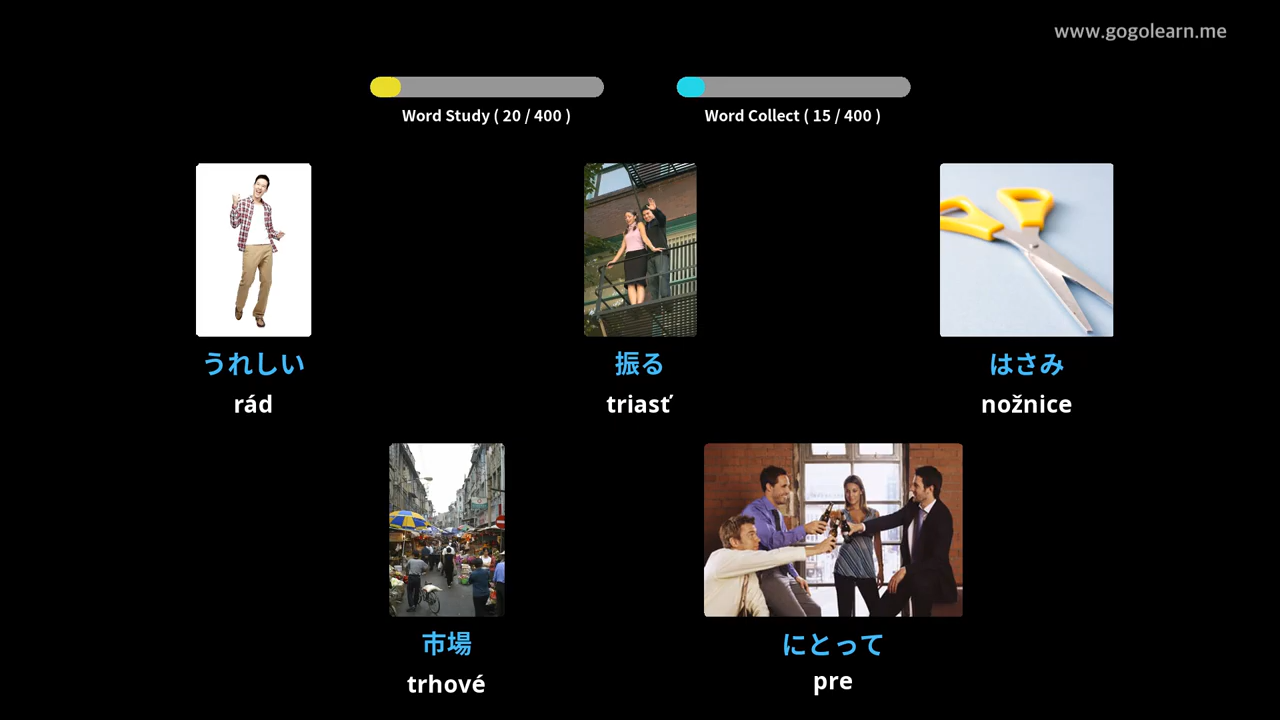 www.gogolearn.me
Word Study ( 20 / 400 )
Word Collect ( 15 / 400 )
うれしい
rád
振る
triasť
はさみ
nožnice
市場
trhové
にとって
pre